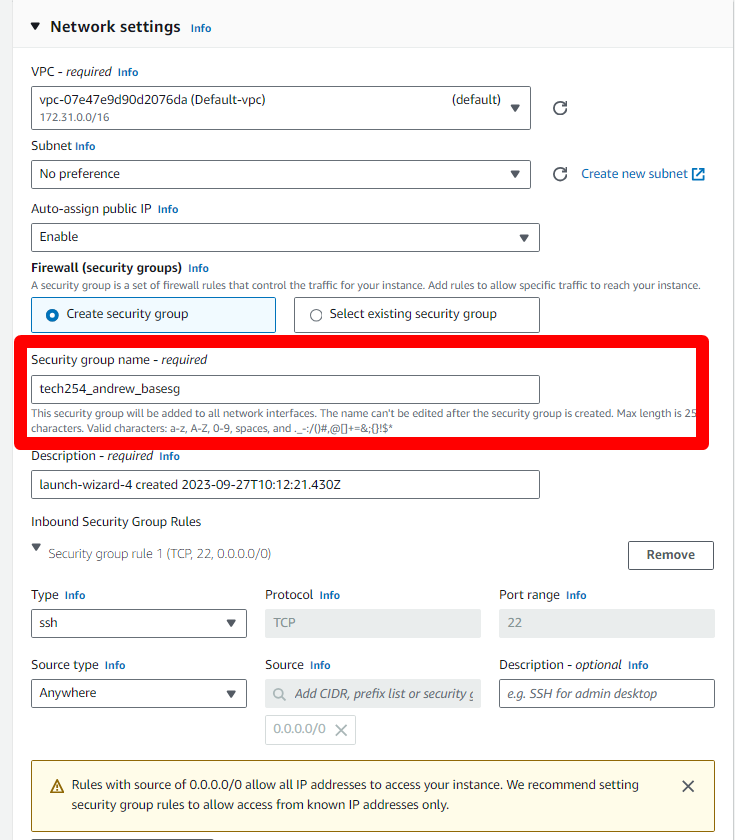 Network settings Info
VPC - required Info
vpc-07e47e9d90d2076da (Default-vpc) (default)
172.31.0.0/16
Subnet Info
No preference
Create new subnet
Auto-assign public IP Info
Enable
Firewall (security groups) Info
A security group is a set of firewall rules that control the traffic for your instance. Add rules to allow specific traffic to reach your instance.
Create security group
Select existing security group
Security group name - required
tech254_andrew_basesg
This security group will be added to all network interfaces. The name can't be edited after the security group is created. Max length is 25
characters. Valid characters: a-z, A-Z, 0-9, spaces, and ._-:/()#,@[]+=&;{}!$*
Description - required Info
launch-wizard-4 created 2023-09-27T10:12:21.430Z
Inbound Security Group Rules
Security group rule 1 (TCP, 22, 0.0.0.0/0)
Remove
Type Info Protocol Info Port range Info
ssh TCP 22
Source type Info Source Info Description - optional Info
Anywhere Add CIDR, prefix list or security g e.g. SSH for admin desktop
0.0.0.0/0
Rules with source of 0.0.0.0/0 allow all IP addresses to access your instance. We recommend setting
security group rules to allow access from known IP addresses only.